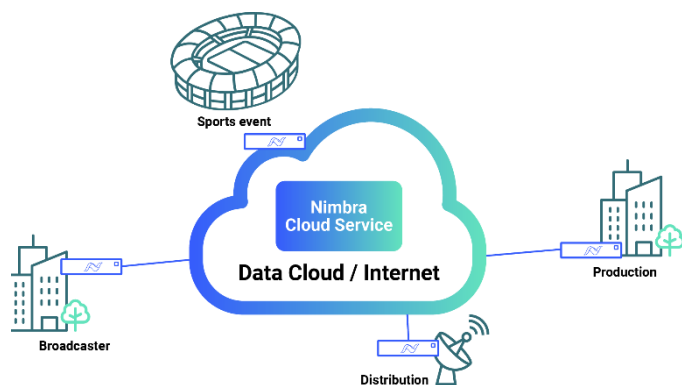 Sports event
Nimbra
Cloud Service
Data Cloud / Internet
Production
Broadcaster
Distribution